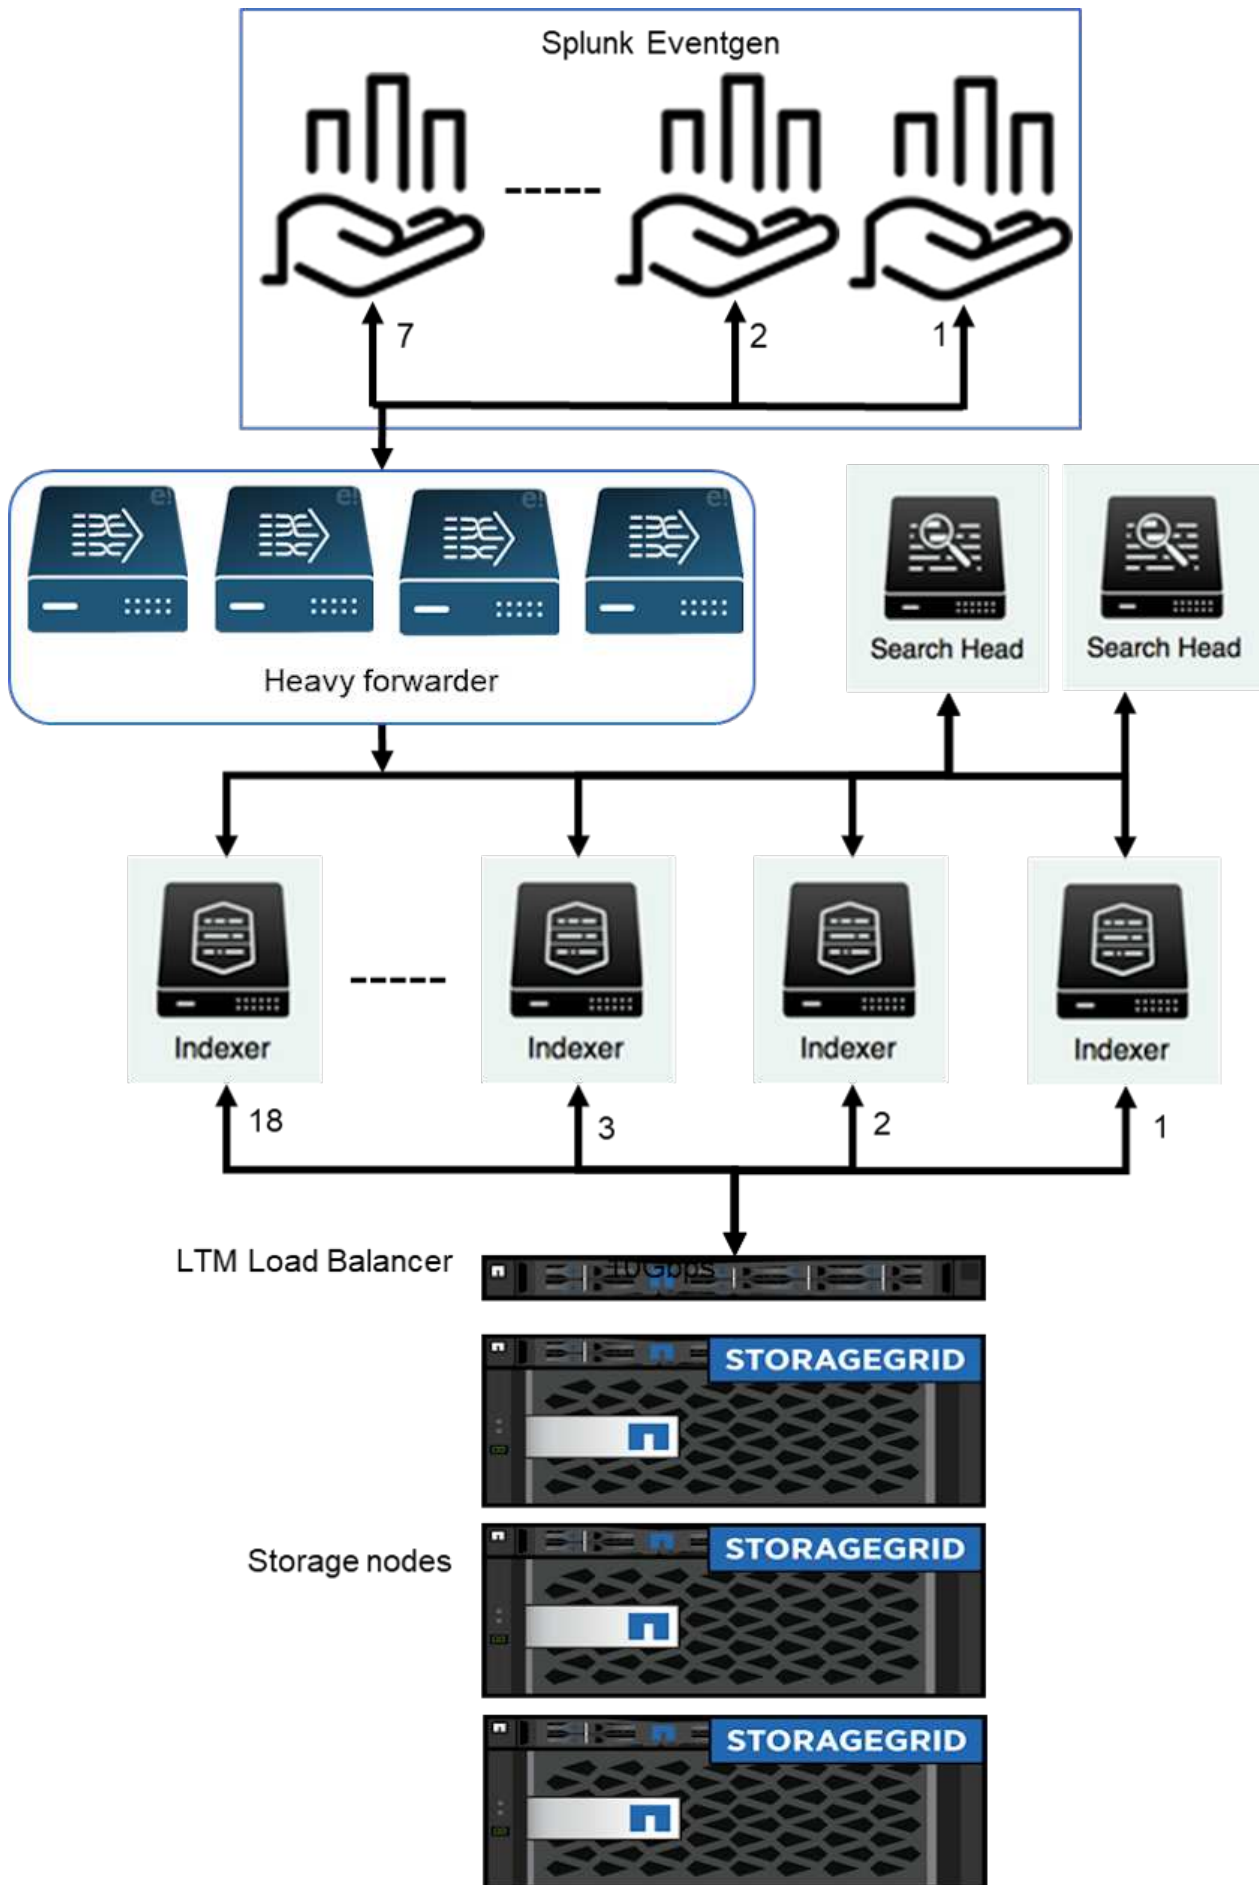 Splunk Eventgen
7
2
1
e!
e!
e!
e!
Heavy forwarder
Search Head
Search Head
Indexer
Indexer
Indexer
Indexer
18
3
2
1
LTM Load Balancer
10Gbps
STORAGEGRID
Storage nodes
STORAGEGRID
STORAGEGRID